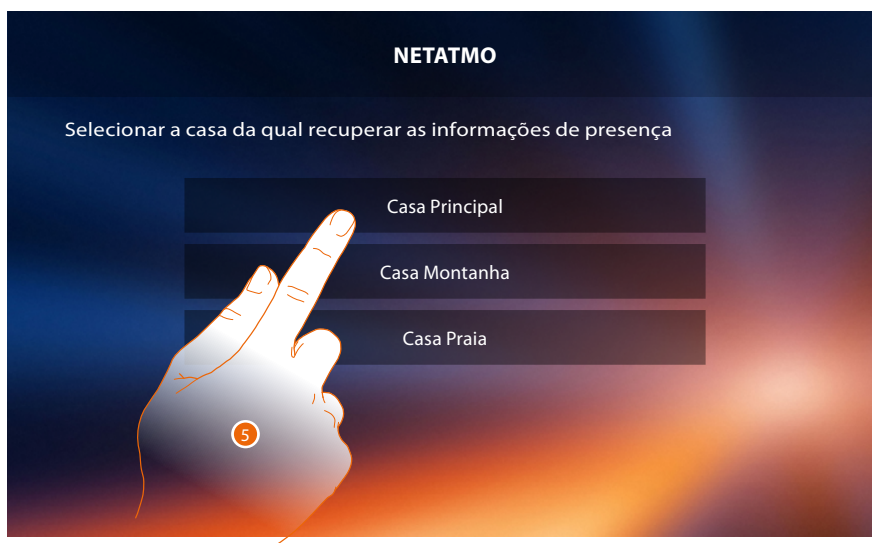 NETATMO
Selecionar a casa da qual recuperar as informações de presença
Casa Principal
Casa Montanha
Casa Praia
5